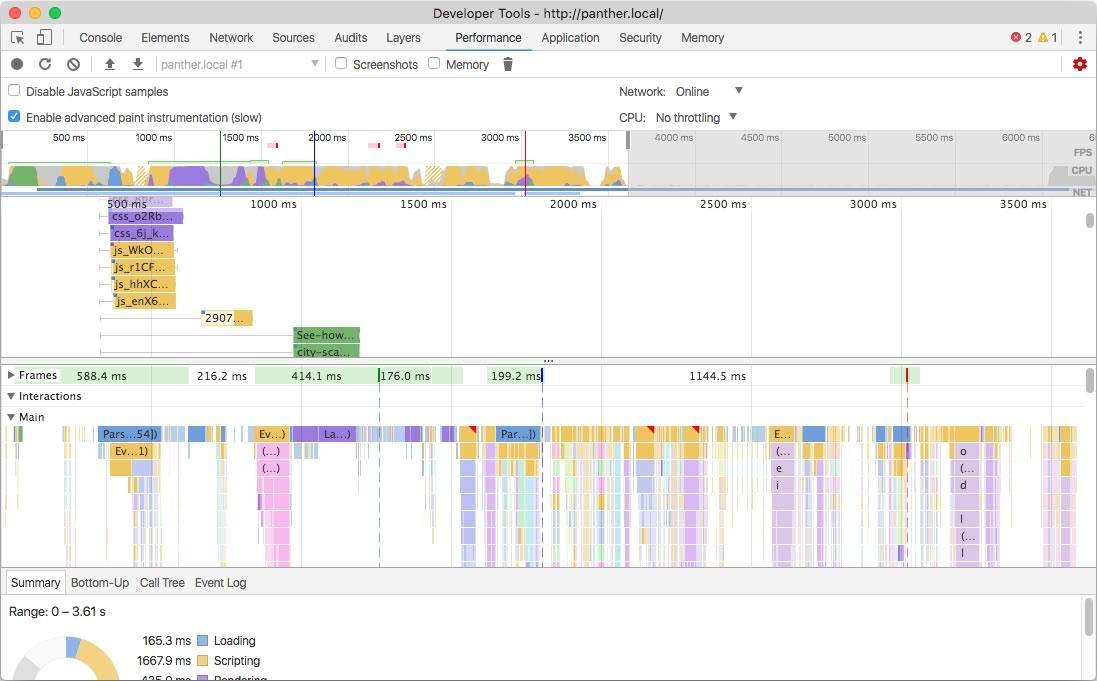 Developer Tools - http://panther.local/
Console Elements Network Sources Audits Layers Performance Application Security Memory 2 1
panther.local #1 Screenshots Memory
Disable JavaScript samples Network: Online
Enable advanced paint instrumentation (slow) CPU: No throttling
500 ms 1000 ms 1500 ms 2000 ms 2500 ms 3000 ms 3500 ms 4000 ms 4500 ms 5000 ms 5500 ms 6000 ms 6
FPS
CPU
NET
500 ms 1000 ms 1500 ms 2000 ms 2500 ms 3000 ms 3500 ms
css_o2Rb...
css_6j_k...
js_WkO...
js_r1CF...
js_hhXC...
js_enX6...
2907...
See-how...
city-sca...
...
Frames 588.4 ms 216.2 ms 414.1 ms 176.0 ms 199.2 ms 1144.5 ms
Interactions
Main
Pars...54]) Ev...) La...) Par...]) E...
Ev...1) (...) (... o
(...) e (...
i d
l
(...
l
Summary Bottom-Up Call Tree Event Log
Range: 0 – 3.61 s
165.3 ms Loading
1667.9 ms Scripting
Rendering